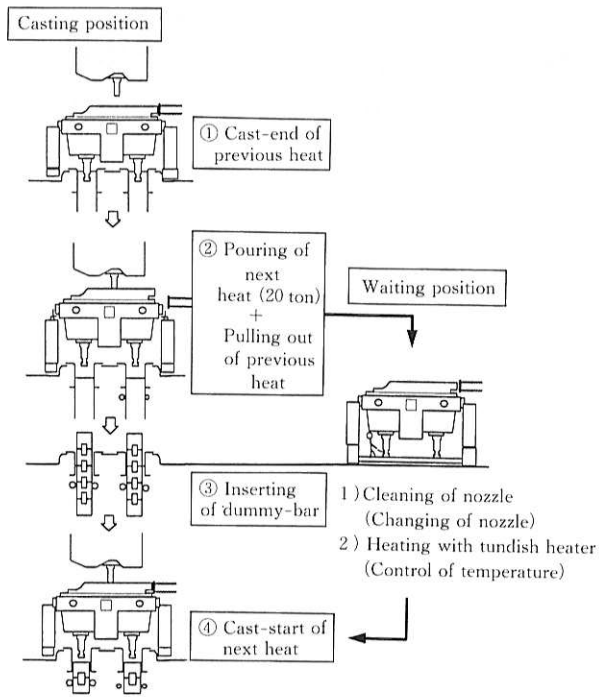 Casting position
① Cast-end of
previous heat
② Pouring of
next
heat (20 ton)
+
Pulling out
of previous
heat
Waiting position
③ Inserting
of dummy-bar
1) Cleaning of nozzle
(Changing of nozzle)
2) Heating with tundish heater
(Control of temperature)
④ Cast-start of
next heat